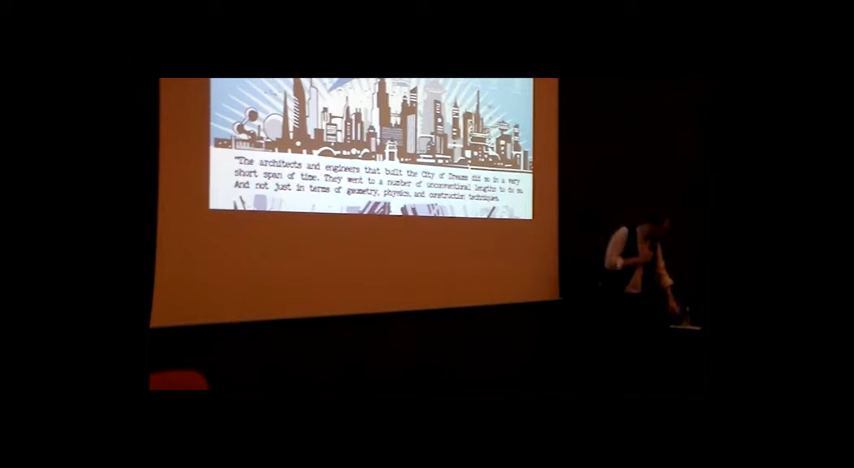 "The architects and engineers that built the City of Dreams did so in a very
short span of time. They went to a number of unconventional lengths to do so.
And not just in terms of geometry, physics, and construction techniques.